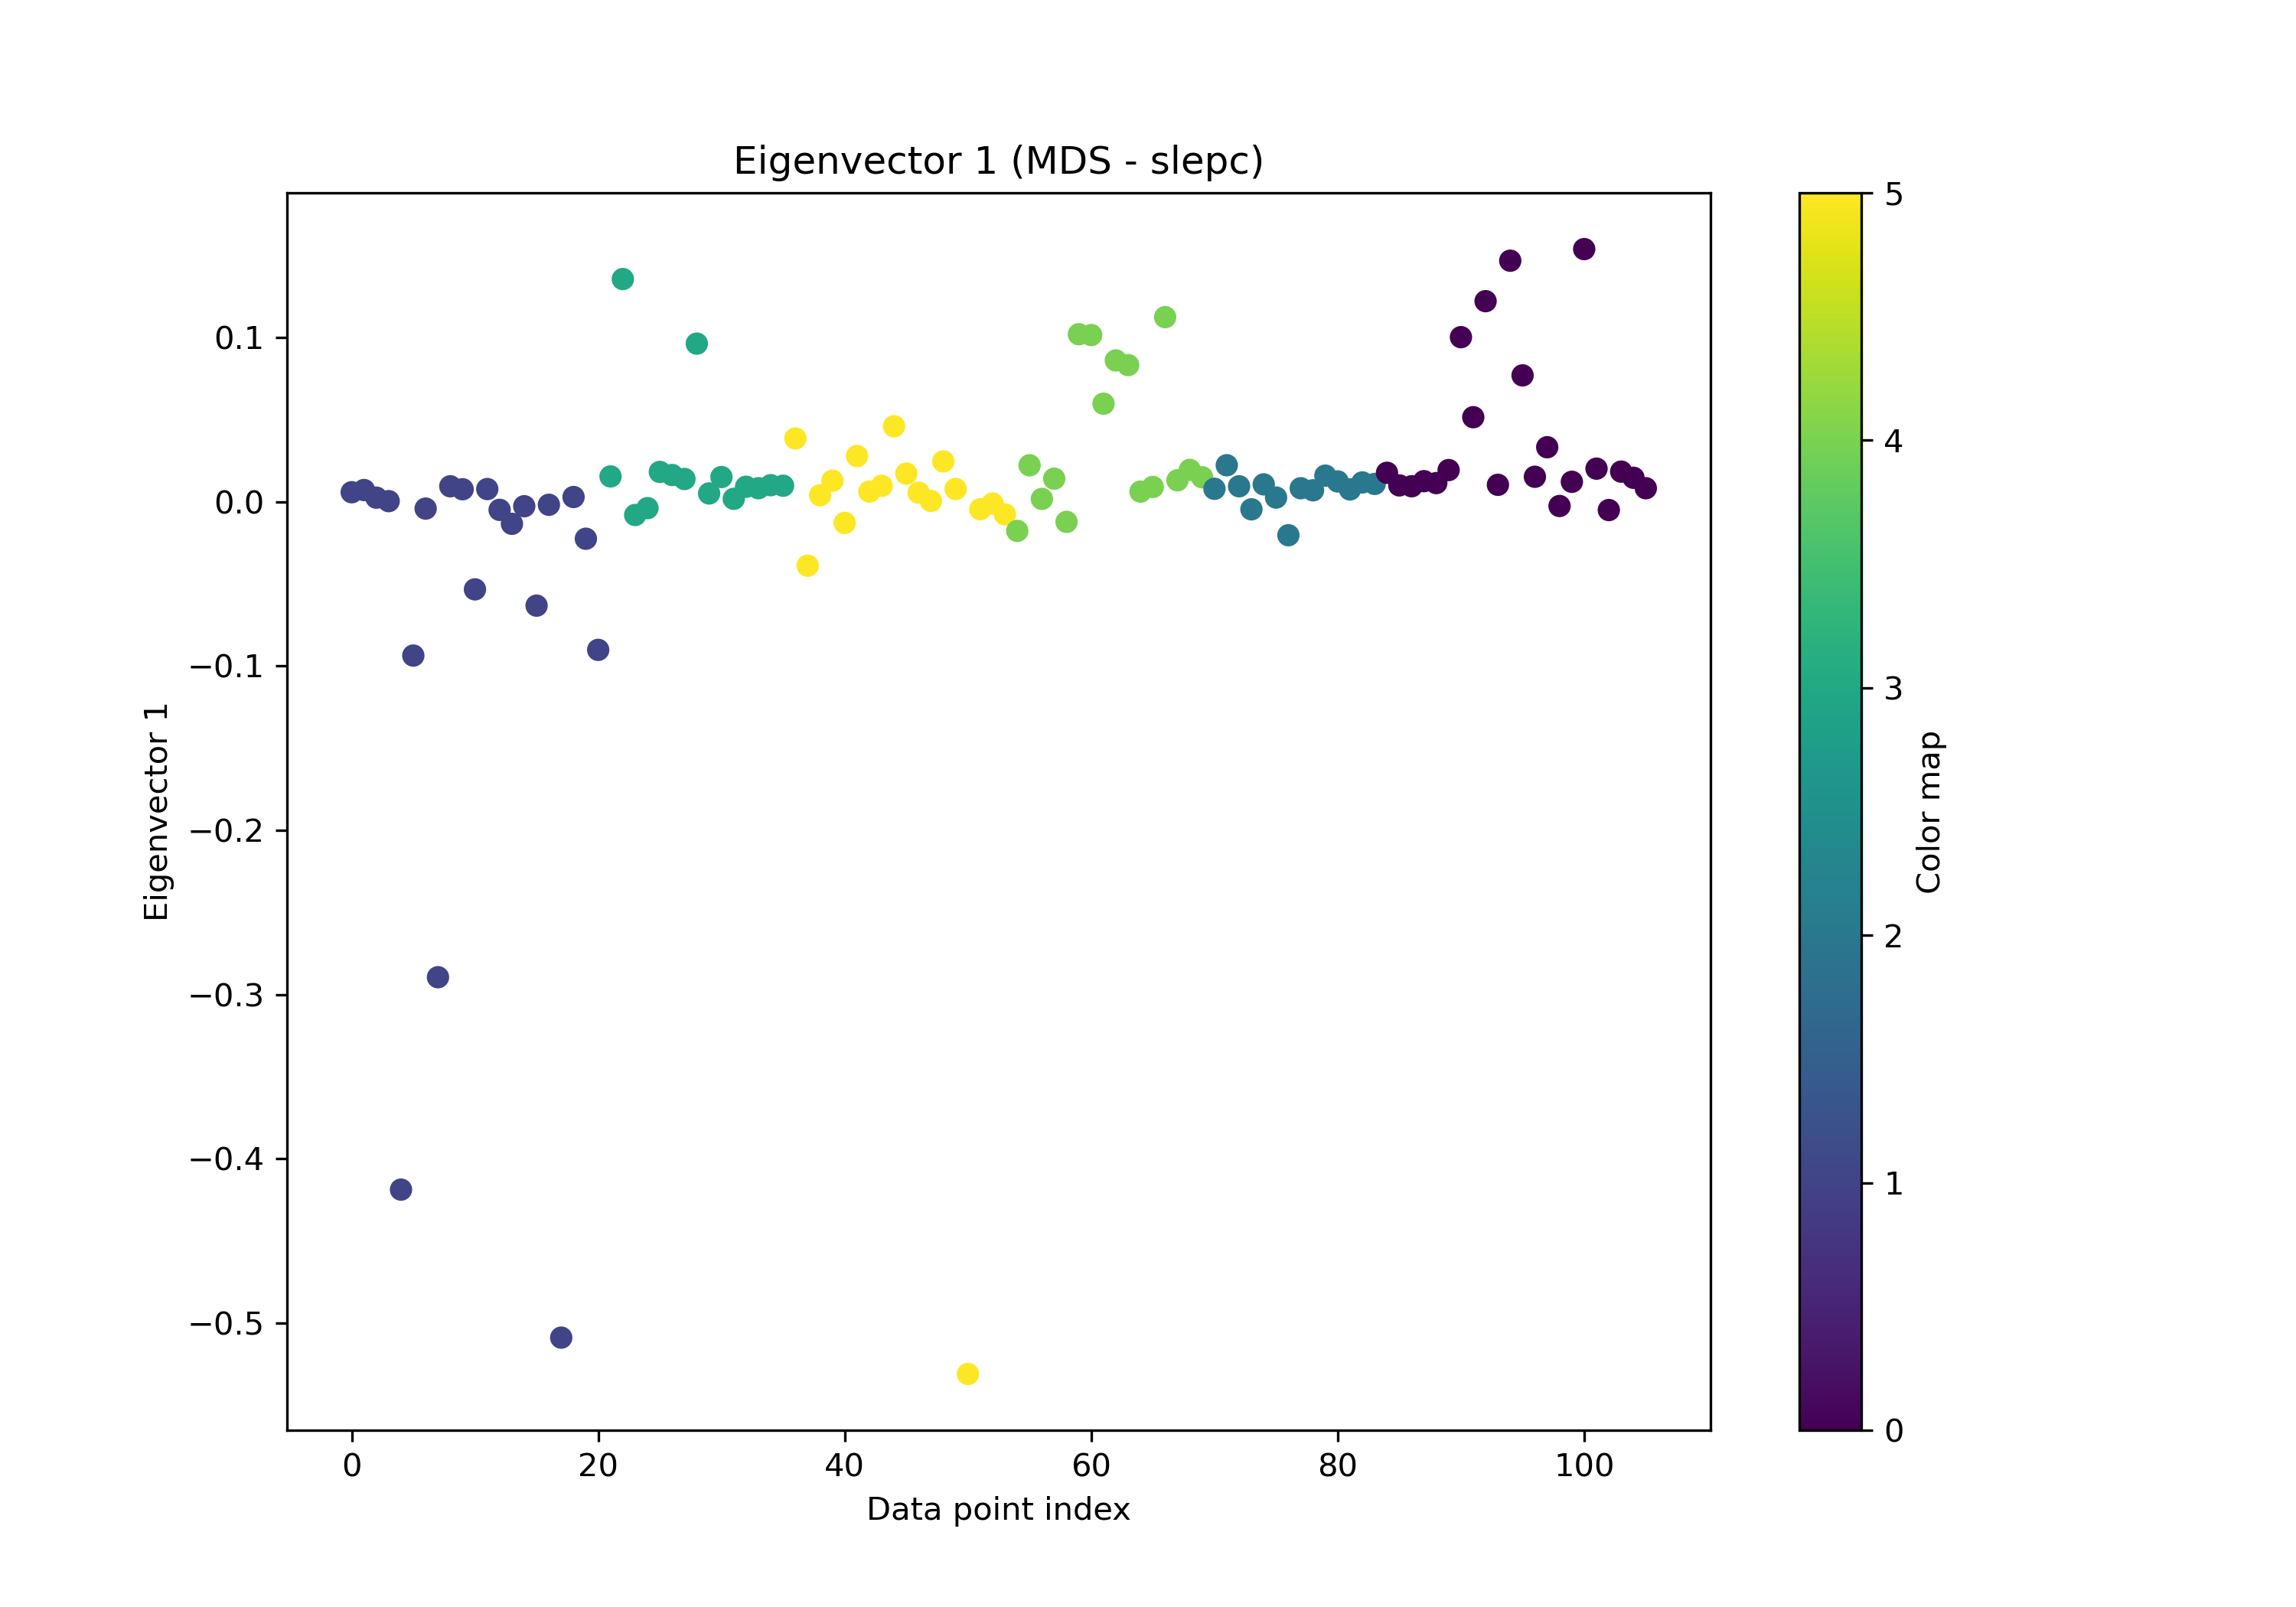 Eigenvector 1 (MDS - slepc)
Eigenvector 1
0.1
0.0
−0.1
−0.2
−0.3
−0.4
−0.5
0 20 40 60 80 100
Data point index
5
4
3
2
1
0
Color map